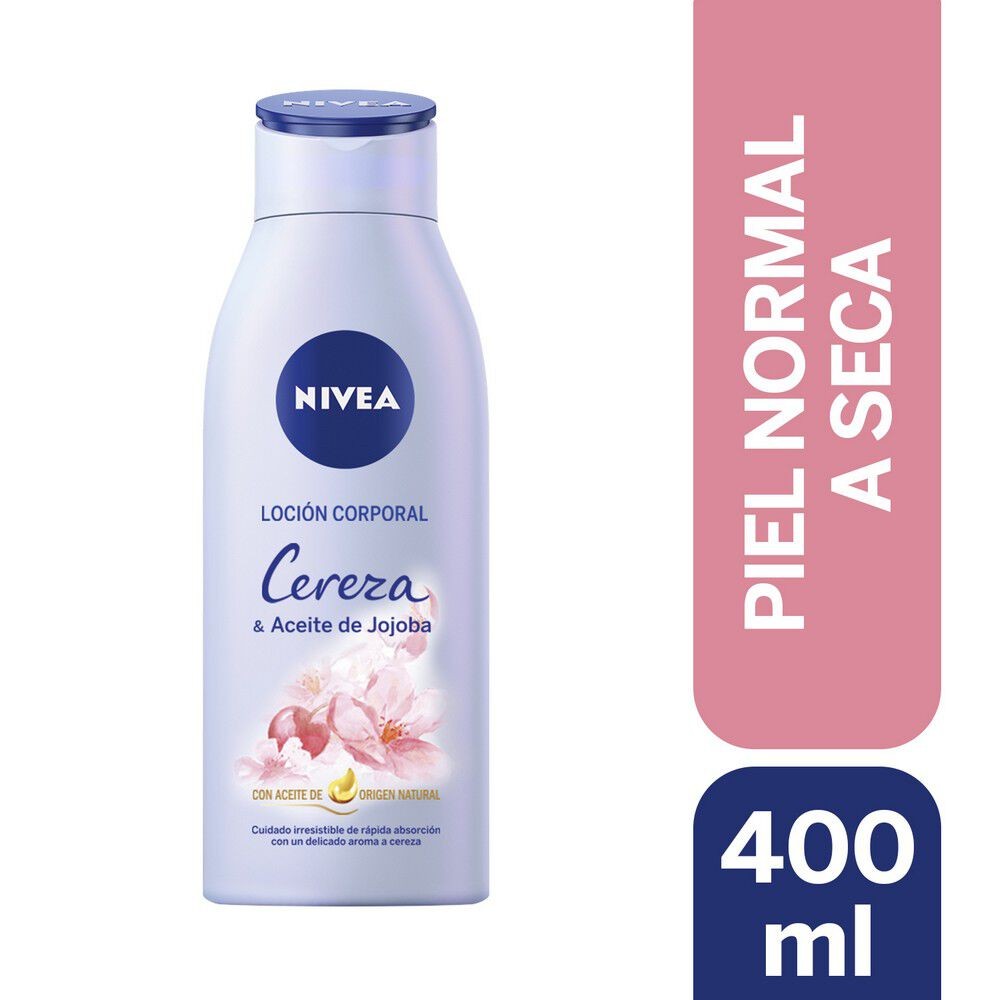 NIVEA
NIVEA
LOCIÓN CORPORAL
Cereza
& Aceite de Jojoba
CON ACEITE DE ORIGEN NATURAL
Cuidado irresistible de rápida absorción
con un delicado aroma a cereza
PIEL NORMAL
A SECA
400
ml